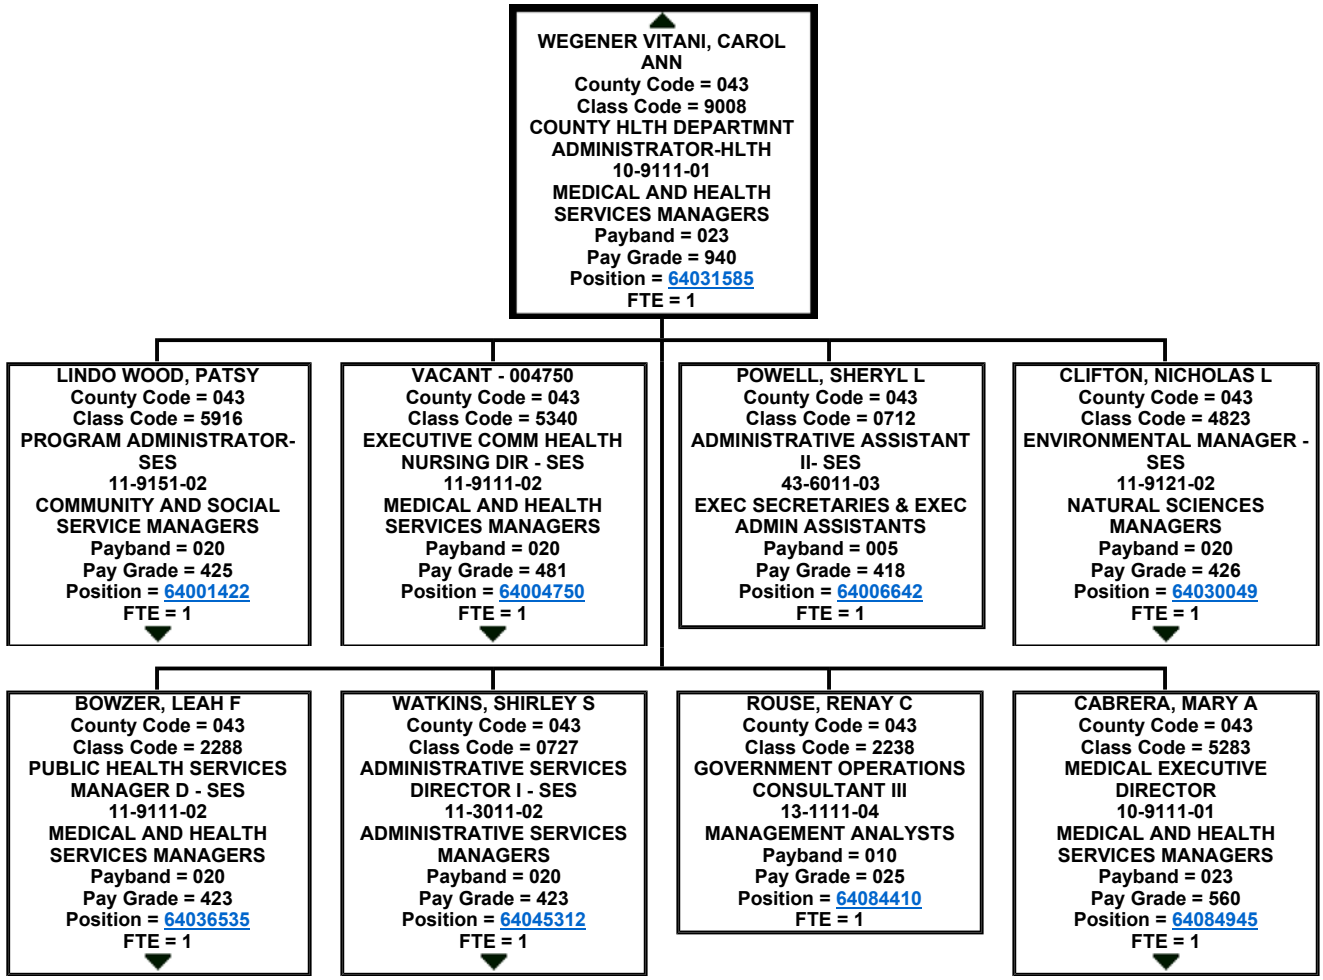 WEGENER VITANI, CAROL
ANN
County Code = 043
Class Code = 9008
COUNTY HLTH DEPARTMNT
ADMINISTRATOR-HLTH
10-9111-01
MEDICAL AND HEALTH
SERVICES MANAGERS
Payband = 023
Pay Grade = 940
Position = 64031585
FTE = 1
LINDO WOOD, PATSY
County Code = 043
Class Code = 5916
PROGRAM ADMINISTRATOR-
SES
11-9151-02
COMMUNITY AND SOCIAL
SERVICE MANAGERS
Payband = 020
Pay Grade = 425
Position = 64001422
FTE = 1
VACANT - 004750
County Code = 043
Class Code = 5340
EXECUTIVE COMM HEALTH
NURSING DIR - SES
11-9111-02
MEDICAL AND HEALTH
SERVICES MANAGERS
Payband = 020
Pay Grade = 481
Position = 64004750
FTE = 1
POWELL, SHERYL L
County Code = 043
Class Code = 0712
ADMINISTRATIVE ASSISTANT
II- SES
43-6011-03
EXEC SECRETARIES & EXEC
ADMIN ASSISTANTS
Payband = 005
Pay Grade = 418
Position = 64006642
FTE = 1
CLIFTON, NICHOLAS L
County Code = 043
Class Code = 4823
ENVIRONMENTAL MANAGER -
SES
11-9121-02
NATURAL SCIENCES
MANAGERS
Payband = 020
Pay Grade = 426
Position = 64030049
FTE = 1
BOWZER, LEAH F
County Code = 043
Class Code = 2288
PUBLIC HEALTH SERVICES
MANAGER D - SES
11-9111-02
MEDICAL AND HEALTH
SERVICES MANAGERS
Payband = 020
Pay Grade = 423
Position = 64036535
FTE = 1
WATKINS, SHIRLEY S
County Code = 043
Class Code = 0727
ADMINISTRATIVE SERVICES
DIRECTOR I - SES
11-3011-02
ADMINISTRATIVE SERVICES
MANAGERS
Payband = 020
Pay Grade = 423
Position = 64045312
FTE = 1
ROUSE, RENAY C
County Code = 043
Class Code = 2238
GOVERNMENT OPERATIONS
CONSULTANT III
13-1111-04
MANAGEMENT ANALYSTS
Payband = 010
Pay Grade = 025
Position = 64084410
FTE = 1
CABRERA, MARY A
County Code = 043
Class Code = 5283
MEDICAL EXECUTIVE
DIRECTOR
10-9111-01
MEDICAL AND HEALTH
SERVICES MANAGERS
Payband = 023
Pay Grade = 560
Position = 64084945
FTE = 1